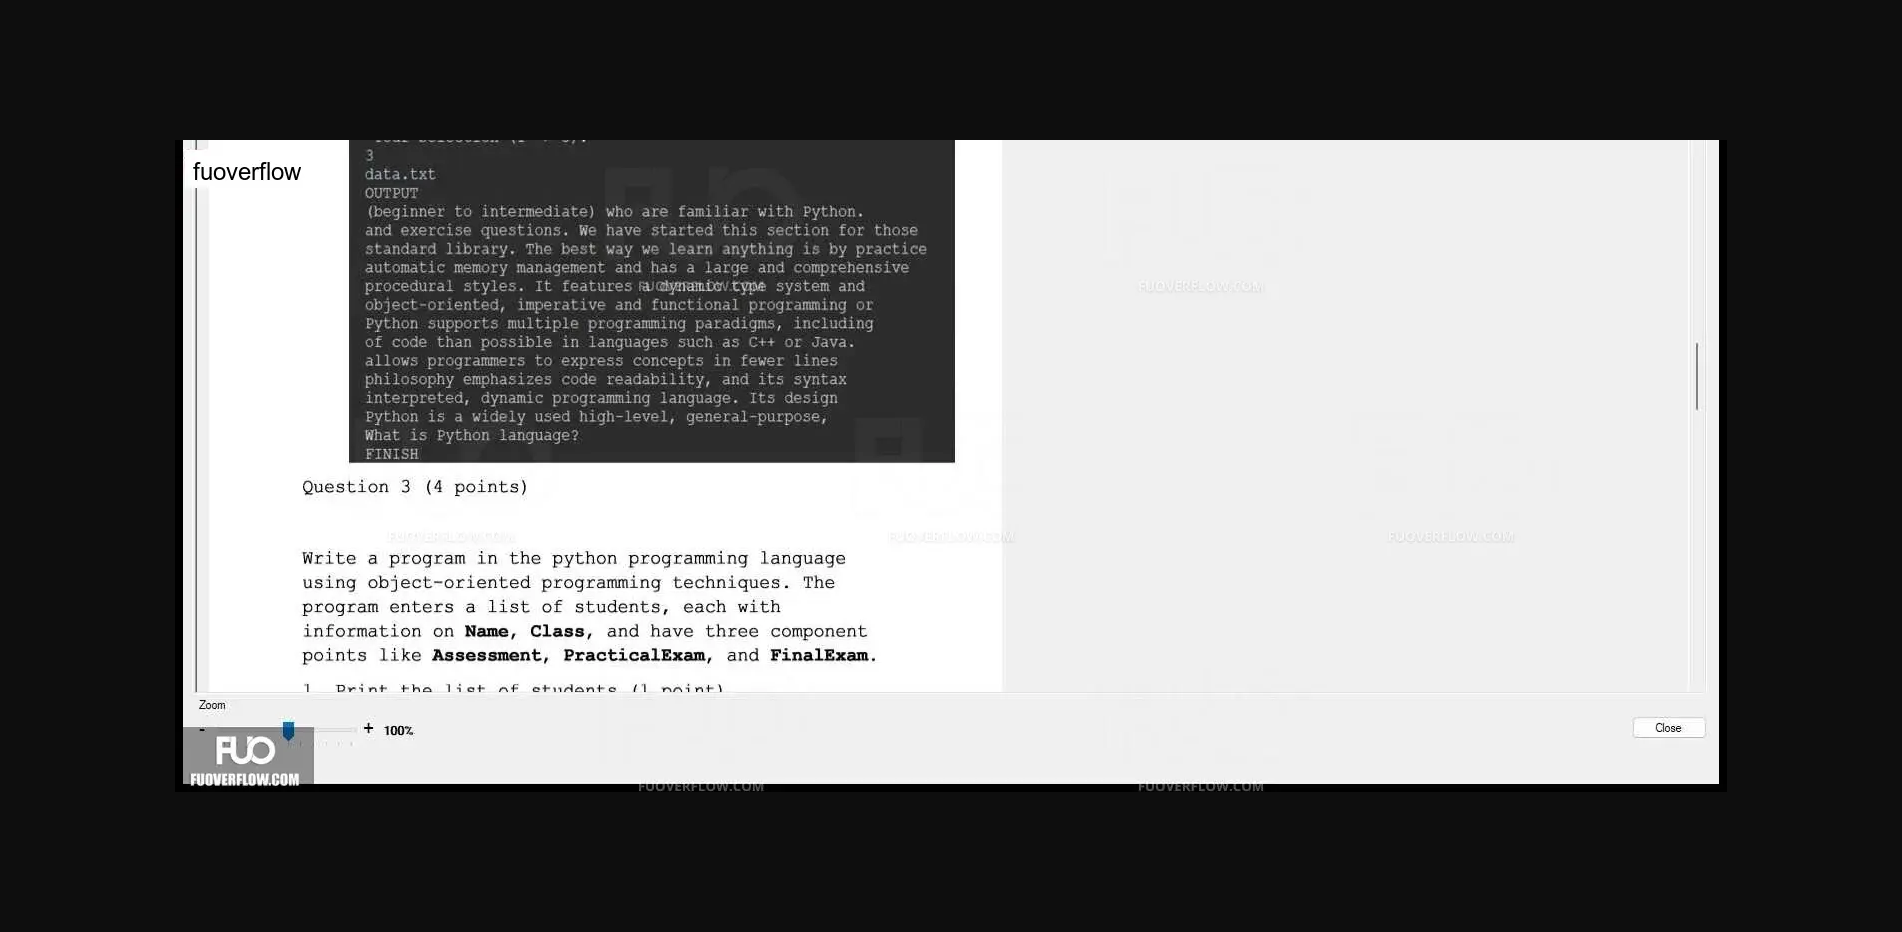 3
data.txt
OUTPUT
(beginner to intermediate) who are familiar with Python.
and exercise questions. We have started this section for those
standard library. The best way we learn anything is by practice
automatic memory management and has a large and comprehensive
procedural styles. It features a dynamic type system and
object-oriented, imperative and functional programming or
Python supports multiple programming paradigms, including
of code than possible in languages such as C++ or Java.
allows programmers to express concepts in fewer lines
philosophy emphasizes code readability, and its syntax
interpreted, dynamic programming language. Its design
Python is a widely used high-level, general-purpose,
What is Python language?
FINISH
fuoverflow
Question 3 (4 points)
Write a program in the python programming language
using object-oriented programming techniques. The
program enters a list of students, each with
information on Name, Class, and have three component
points like Assessment, PracticalExam, and FinalExam.
1. Print the list of students (1 point)
Zoom
- + 100%
Close
FUO
FUOVERFLOW.COM
FUOVERFLOW.COM
FUOVERFLOW.COM
FUOVERFLOW.COM
FUOVERFLOW.COM
FUOVERFLOW.COM
FUOVERFLOW.COM
FUOVERFLOW.COM